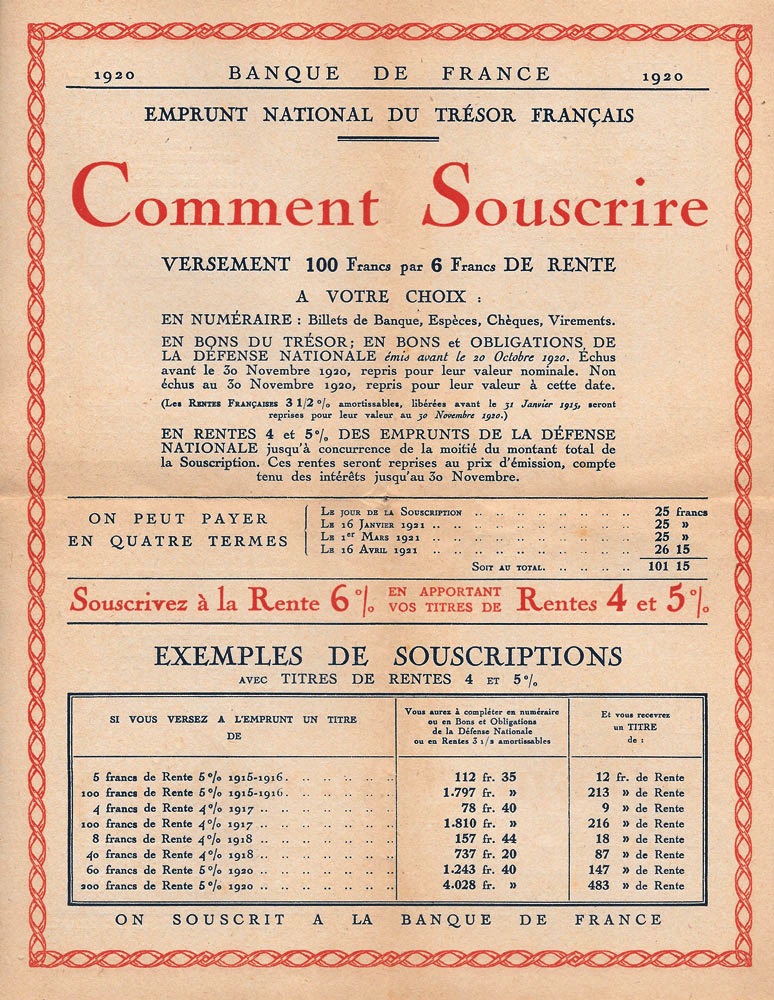 1920 BANQUE DE FRANCE 1920
EMPRUNT NATIONAL DU TRÉSOR FRANÇAIS
Comment Souscrire
VERSEMENT 100 Francs par 6 Francs DE RENTE
A VOTRE CHOIX :
EN NUMÉRAIRE : Billets de Banque, Espèces, Chèques, Virements.
EN BONS DU TRÉSOR; EN BONS et OBLIGATIONS DE
LA DÉFENSE NATIONALE émis avant le 20 Octobre 1920. Échus
avant le 30 Novembre 1920, repris pour leur valeur nominale. Non
échus au 30 Novembre 1920, repris pour leur valeur à cette date.
(Les RENTES FRANÇAISES 3 1/2 % amortissables, libérées avant le 31 Janvier 1915, seront
reprises pour leur valeur au 30 Novembre 1920.)
EN RENTES 4 et 5% DES EMPRUNTS DE LA DÉFENSE
NATIONALE jusqu'à concurrence de la moitié du montant total de
la Souscription. Ces rentes seront reprises au prix d'émission, compte
tenu des intérêts jusqu'au 30 Novembre.
ON PEUT PAYER
EN QUATRE TERMES
LE JOUR DE LA SOUSCRIPTION .. .. .. .. .. .. .. .. 25 francs
LE 16 JANVIER 1921 .. .. .. .. .. .. .. .. .. .. 25 »
LE 1er MARS 1921 .. .. .. .. .. .. .. .. .. .. 25 »
LE 16 AVRIL 1921 .. .. .. .. .. .. .. .. .. .. 26 15
SOIT AU TOTAL. .. .. .. .. 101 15
Souscrivez à la Rente 6% EN APPORTANT VOS TITRES DE Rentes 4 et 5%
EXEMPLES DE SOUSCRIPTIONS
AVEC TITRES DE RENTES 4 ET 5%
SI VOUS VERSEZ A L'EMPRUNT UN TITRE
DE
Vous aurez à compléter en numéraire
ou en Bons et Obligations
de la Défense Nationale
ou en Rentes 3 1/2 amortissables
Et vous recevrez
un TITRE
de :
5 francs de Rente 5% 1915-1916. .. .. .. .. 112 fr. 35 12 fr. de Rente
100 francs de Rente 5% 1915-1916. .. .. .. .. 1.797 fr. » 213 » de Rente
4 francs de Rente 4% 1917 .. .. .. .. .. .. 78 fr. 40 9 » de Rente
100 francs de Rente 4% 1917 .. .. .. .. .. .. 1.810 fr. » 216 » de Rente
8 francs de Rente 4% 1918 .. .. .. .. .. .. 157 fr. 44 18 » de Rente
40 francs de Rente 4% 1918 .. .. .. .. .. .. 737 fr. 20 87 » de Rente
60 francs de Rente 5% 1920 .. .. .. .. .. .. 1.243 fr. 40 147 » de Rente
200 francs de Rente 5% 1920 .. .. .. .. .. .. 4.028 fr. » 483 » de Rente
ON SOUSCRIT A LA BANQUE DE FRANCE